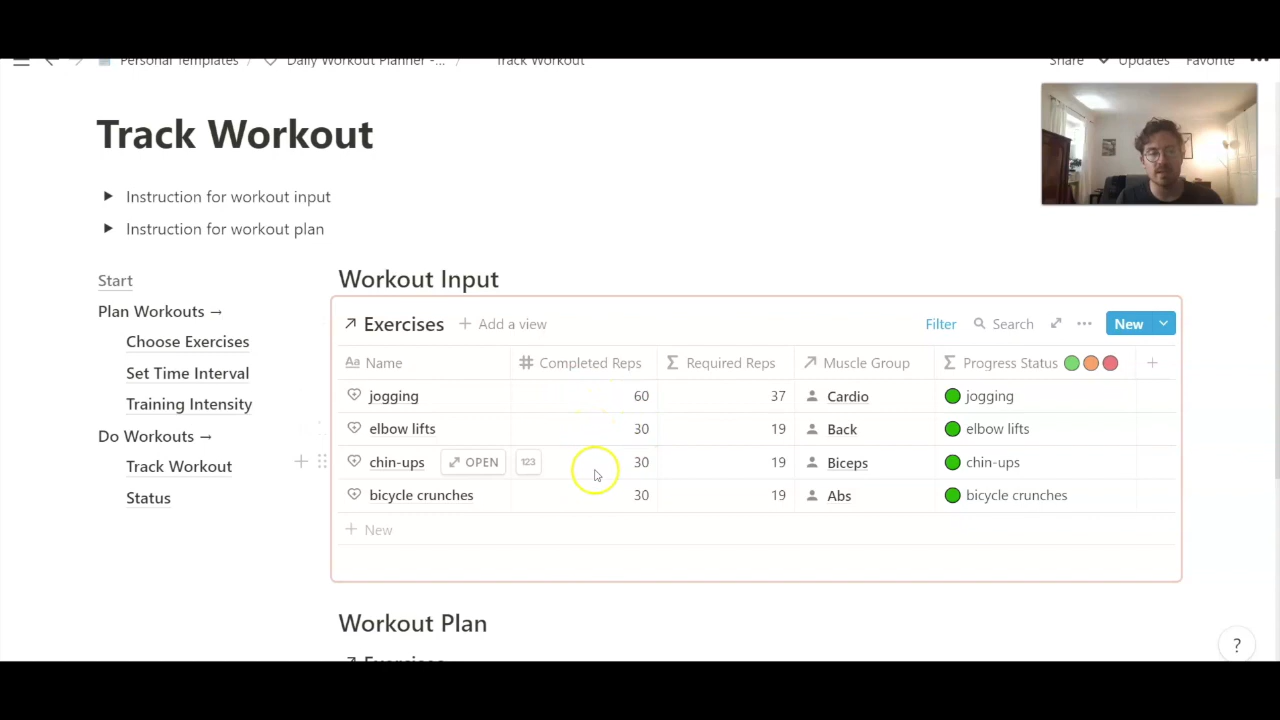 Personal Templates / Daily Workout Planner -... / Track Workout Share Updates Favorite
Track Workout
Instruction for workout input
Instruction for workout plan
Start
Plan Workouts →
Choose Exercises
Set Time Interval
Training Intensity
Do Workouts →
Track Workout
Status
Workout Input
Exercises + Add a view Filter Search New
Aa Name # Completed Reps Σ Required Reps Muscle Group Σ Progress Status +
jogging 60 37 Cardio jogging
elbow lifts 30 19 Back elbow lifts
chin-ups OPEN 123 30 19 Biceps chin-ups
bicycle crunches 30 19 Abs bicycle crunches
+ New
Workout Plan
Exercises
?